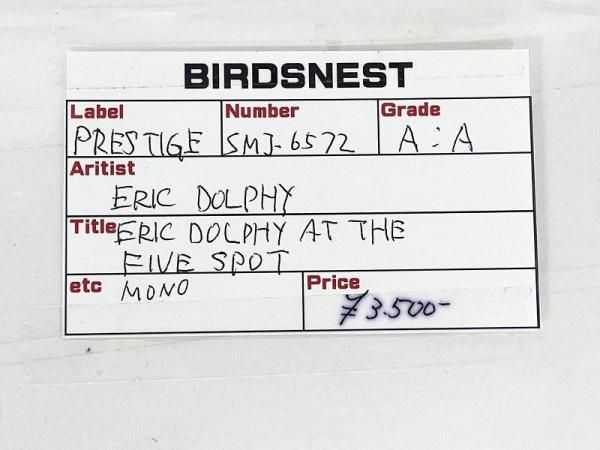 BIRDSNEST
Label Number Grade
PRESTIGE SMJ-6572 A:A
Aritist
ERIC DOLPHY
Title ERIC DOLPHY AT THE
FIVE SPOT
etc MONO Price
¥3.500-